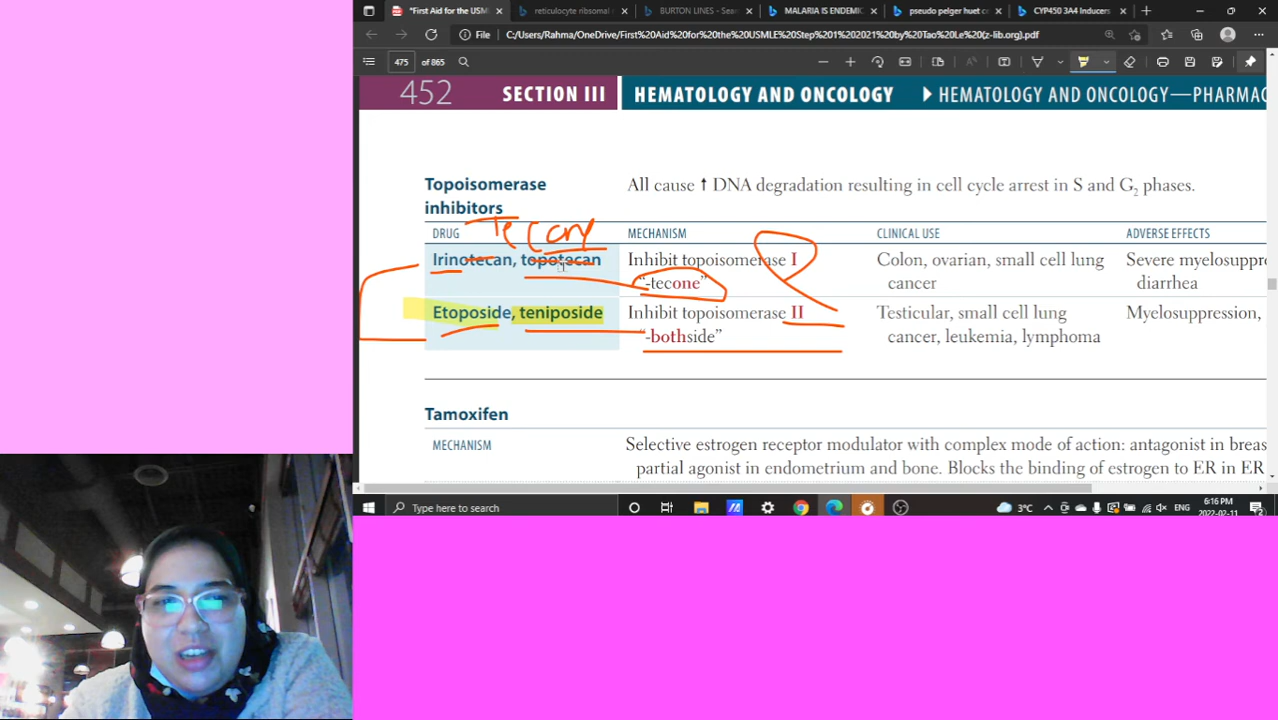 "First Aid for the USM
reticulocyte ribsomal
BURTON LINES - Sea
MALARIA IS ENDEMIC
pseudo pelger huet c
CYP450 3A4 Inducers
File C:/Users/Rahma/OneDrive/First%20Aid%20for%20the%20USMLE%20Step%201%202021%20by%20Tao%20Le%20(z-lib.org).pdf
475 of 865
452 SECTION III HEMATOLOGY AND ONCOLOGY ▶ HEMATOLOGY AND ONCOLOGY—PHARMAC
Topoisomerase
inhibitors
All cause ↑ DNA degradation resulting in cell cycle arrest in S and G2 phases.
DRUG MECHANISM CLINICAL USE ADVERSE EFFECTS
Irinotecan, topotecan Inhibit topoisomerase I Colon, ovarian, small cell lung Severe myelosuppre
"-tecone" cancer diarrhea
Etoposide, teniposide Inhibit topoisomerase II Testicular, small cell lung Myelosuppression,
"-bothside" cancer, leukemia, lymphoma
Tamoxifen
MECHANISM Selective estrogen receptor modulator with complex mode of action: antagonist in breas
partial agonist in endometrium and bone. Blocks the binding of estrogen to ER in ER
Type here to search
3°C ENG 6:16 PM
2022-02-11